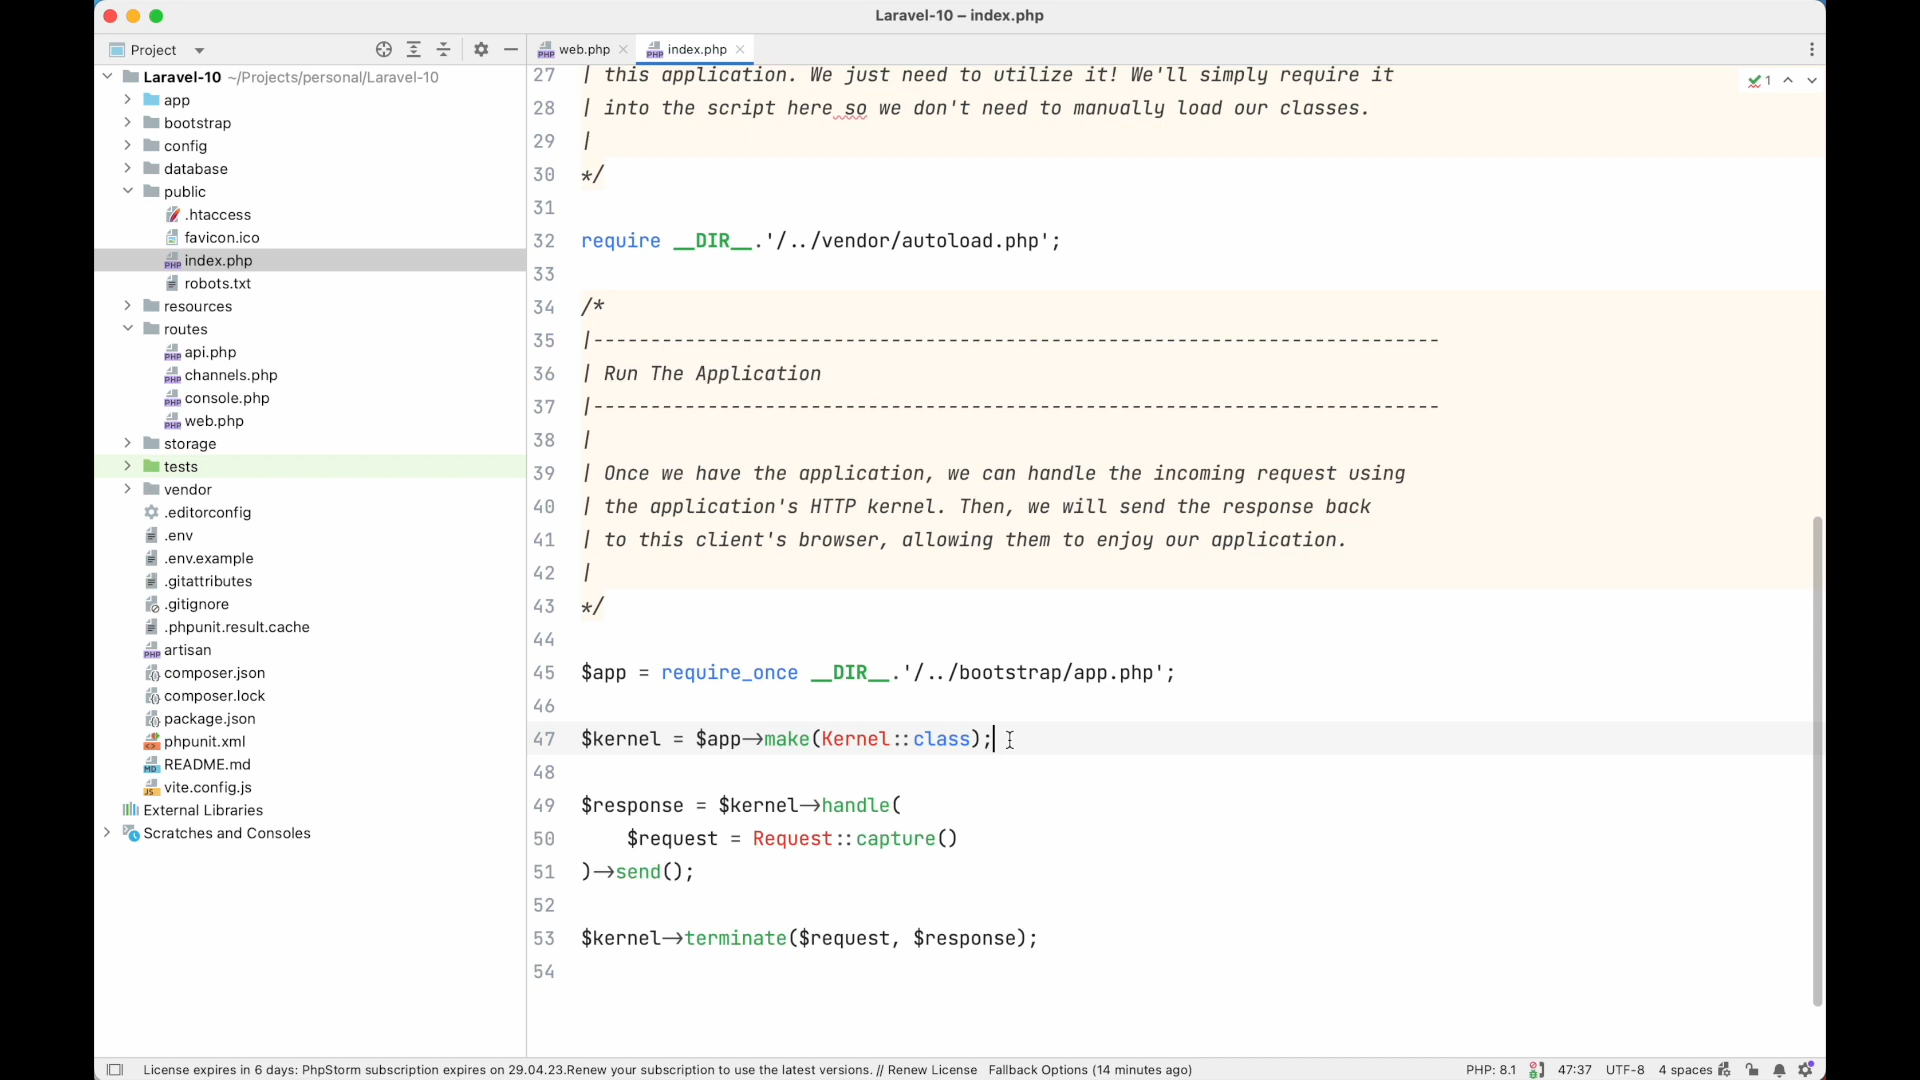 Laravel-10 – index.php
Project
web.php
index.php
Laravel-10 ~/Projects/personal/Laravel-10
app
bootstrap
config
database
public
.htaccess
favicon.ico
index.php
robots.txt
resources
routes
api.php
channels.php
console.php
web.php
storage
tests
vendor
.editorconfig
.env
.env.example
.gitattributes
.gitignore
.phpunit.result.cache
artisan
composer.json
composer.lock
package.json
phpunit.xml
README.md
vite.config.js
External Libraries
Scratches and Consoles
1
27 | this application. We just need to utilize it! We'll simply require it
28 | into the script here so we don't need to manually load our classes.
29 |
30 */
31
32 require __DIR__.'/../vendor/autoload.php';
33
34 /*
35 |--------------------------------------------------------------------------
36 | Run The Application
37 |--------------------------------------------------------------------------
38 |
39 | Once we have the application, we can handle the incoming request using
40 | the application's HTTP kernel. Then, we will send the response back
41 | to this client's browser, allowing them to enjoy our application.
42 |
43 */
44
45 $app = require_once __DIR__.'/../bootstrap/app.php';
46
47 $kernel = $app->make(Kernel::class);
48
49 $response = $kernel->handle(
50 $request = Request::capture()
51 )->send();
52
53 $kernel->terminate($request, $response);
54
License expires in 6 days: PhpStorm subscription expires on 29.04.23.Renew your subscription to use the latest versions. // Renew License Fallback Options (14 minutes ago)
PHP: 8.1 47:37 UTF-8 4 spaces